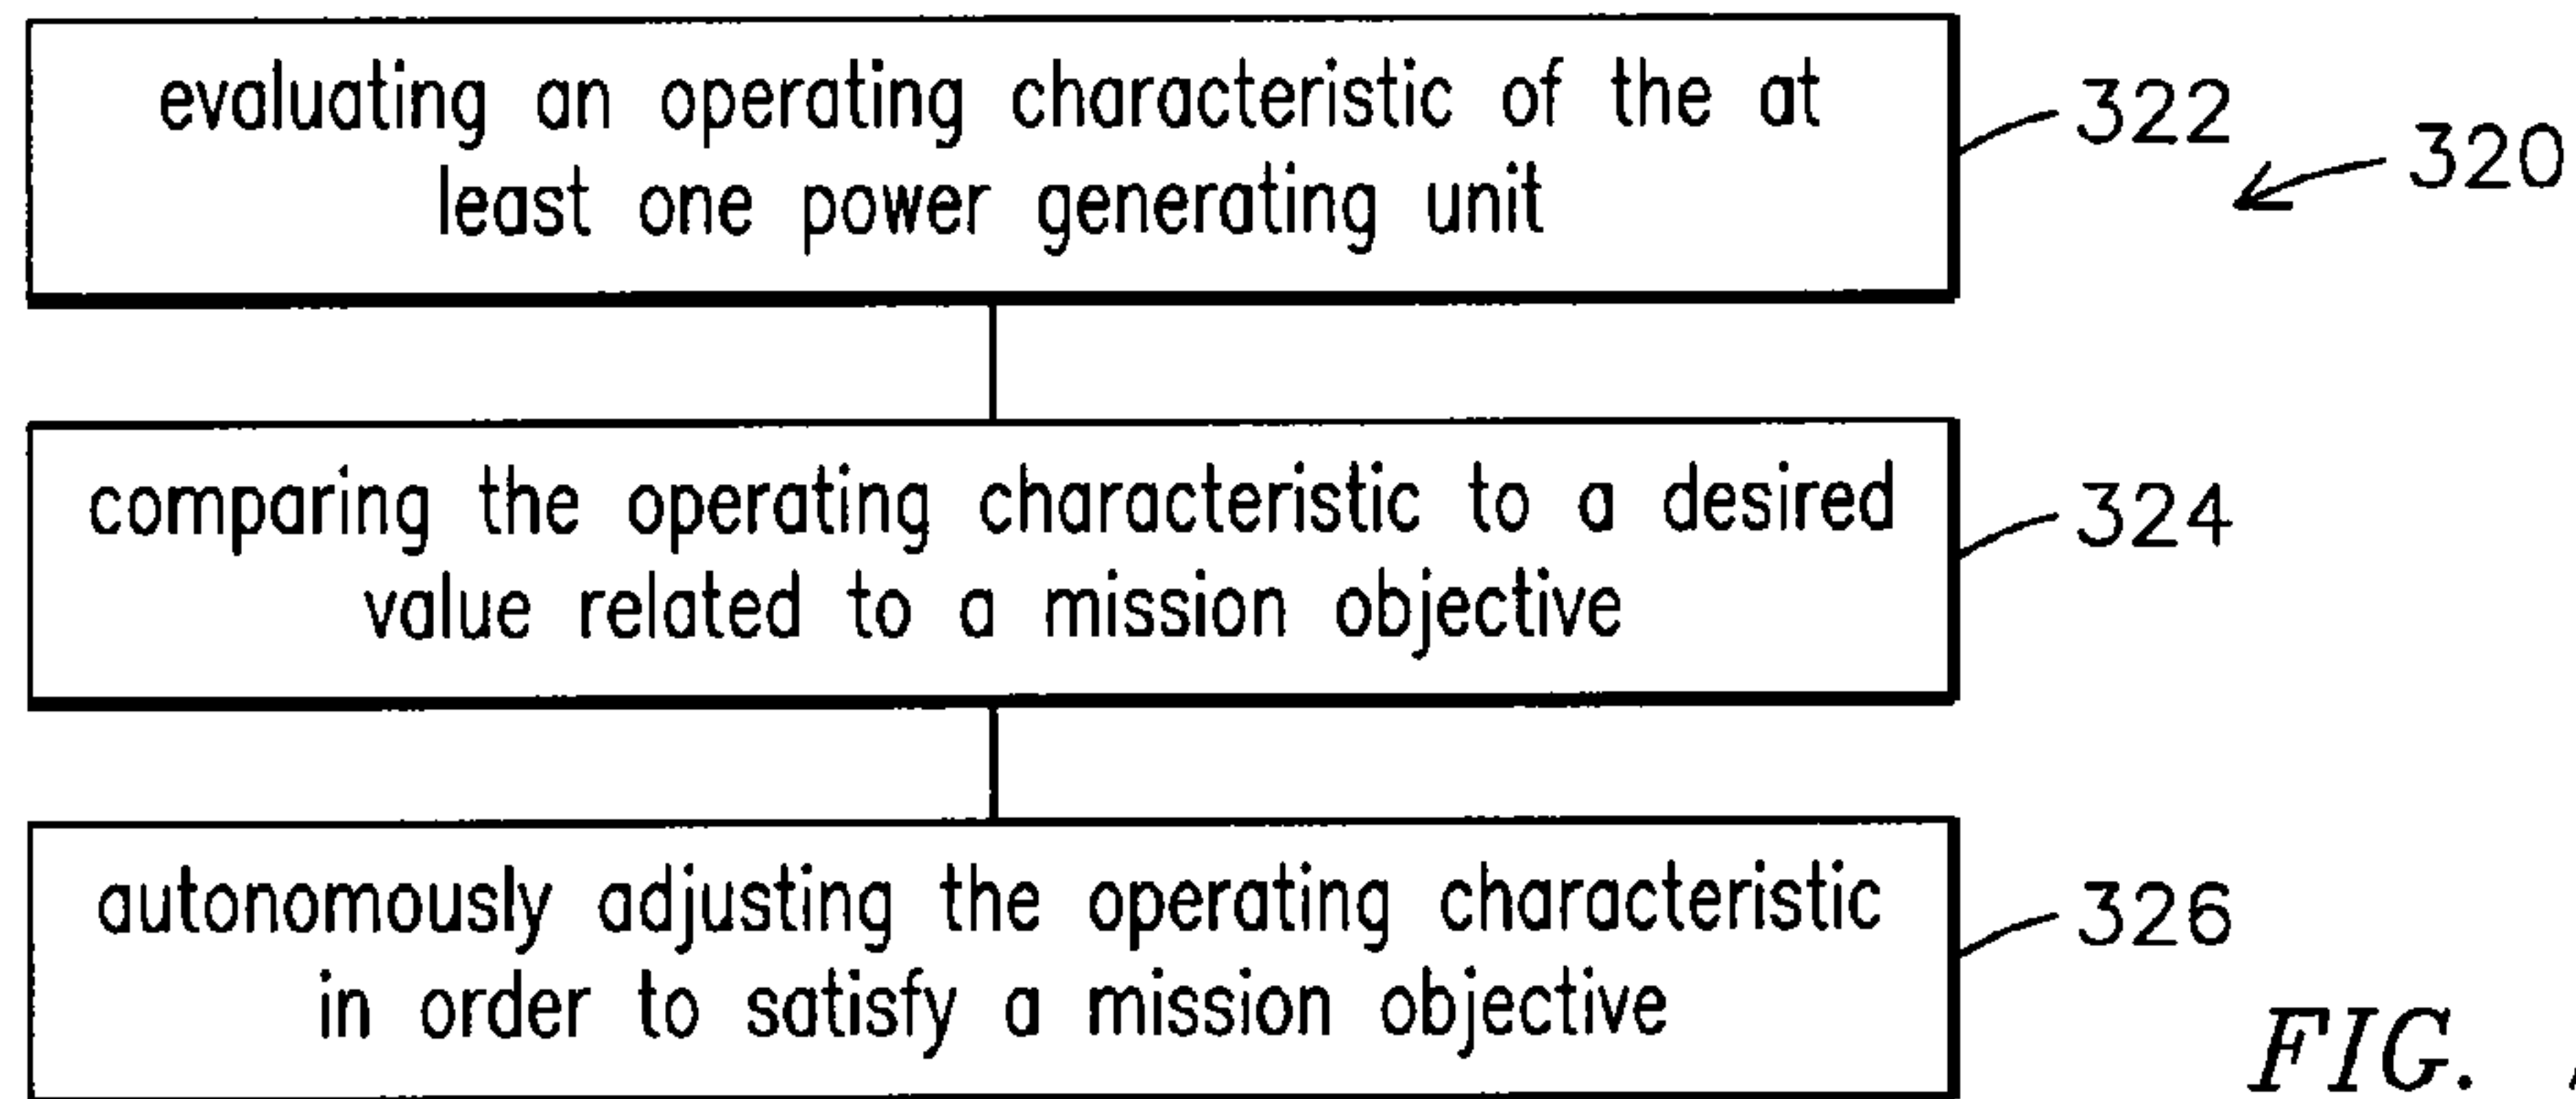 evaluating an operating characteristic of the at
least one power generating unit
322
320
comparing the operating characteristic to a desired
value related to a mission objective
324
autonomously adjusting the operating characteristic
in order to satisfy a mission objective
326
FIG.